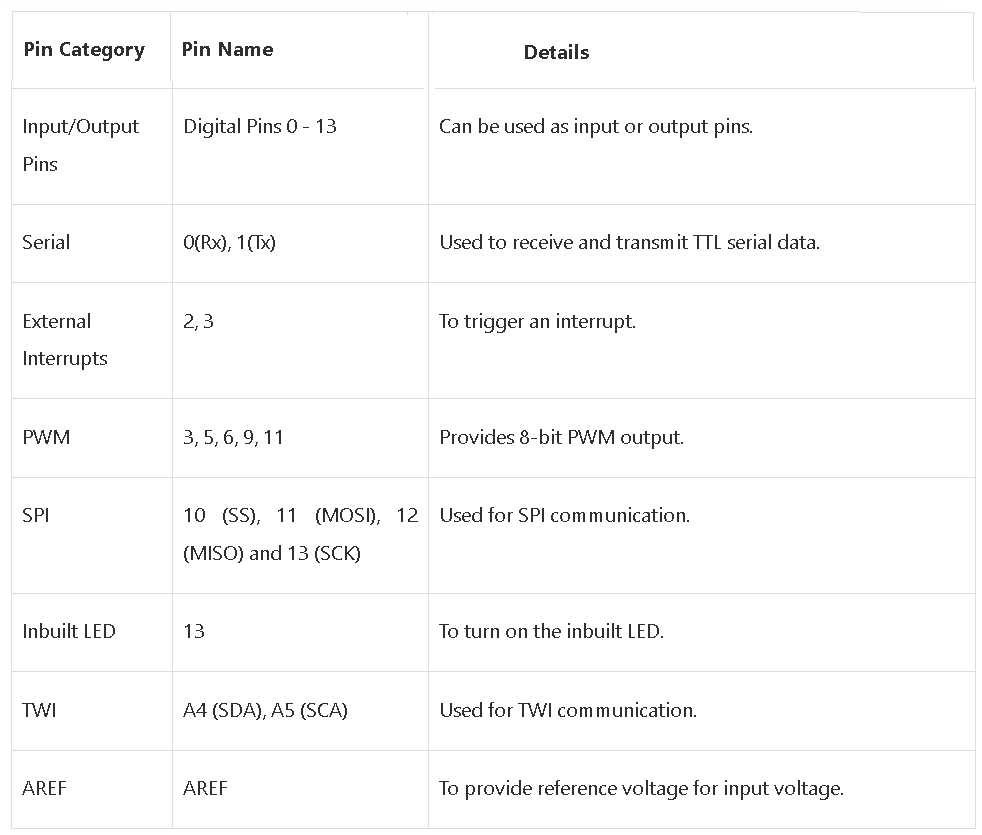 Pin Category Pin Name Details
Input/Output Digital Pins 0 - 13 Can be used as input or output pins.
Pins
Serial 0(Rx), 1(Tx) Used to receive and transmit TTL serial data.
External 2, 3 To trigger an interrupt.
Interrupts
PWM 3, 5, 6, 9, 11 Provides 8-bit PWM output.
SPI 10 (SS), 11 (MOSI), 12 Used for SPI communication.
(MISO) and 13 (SCK)
Inbuilt LED 13 To turn on the inbuilt LED.
TWI A4 (SDA), A5 (SCA) Used for TWI communication.
AREF AREF To provide reference voltage for input voltage.